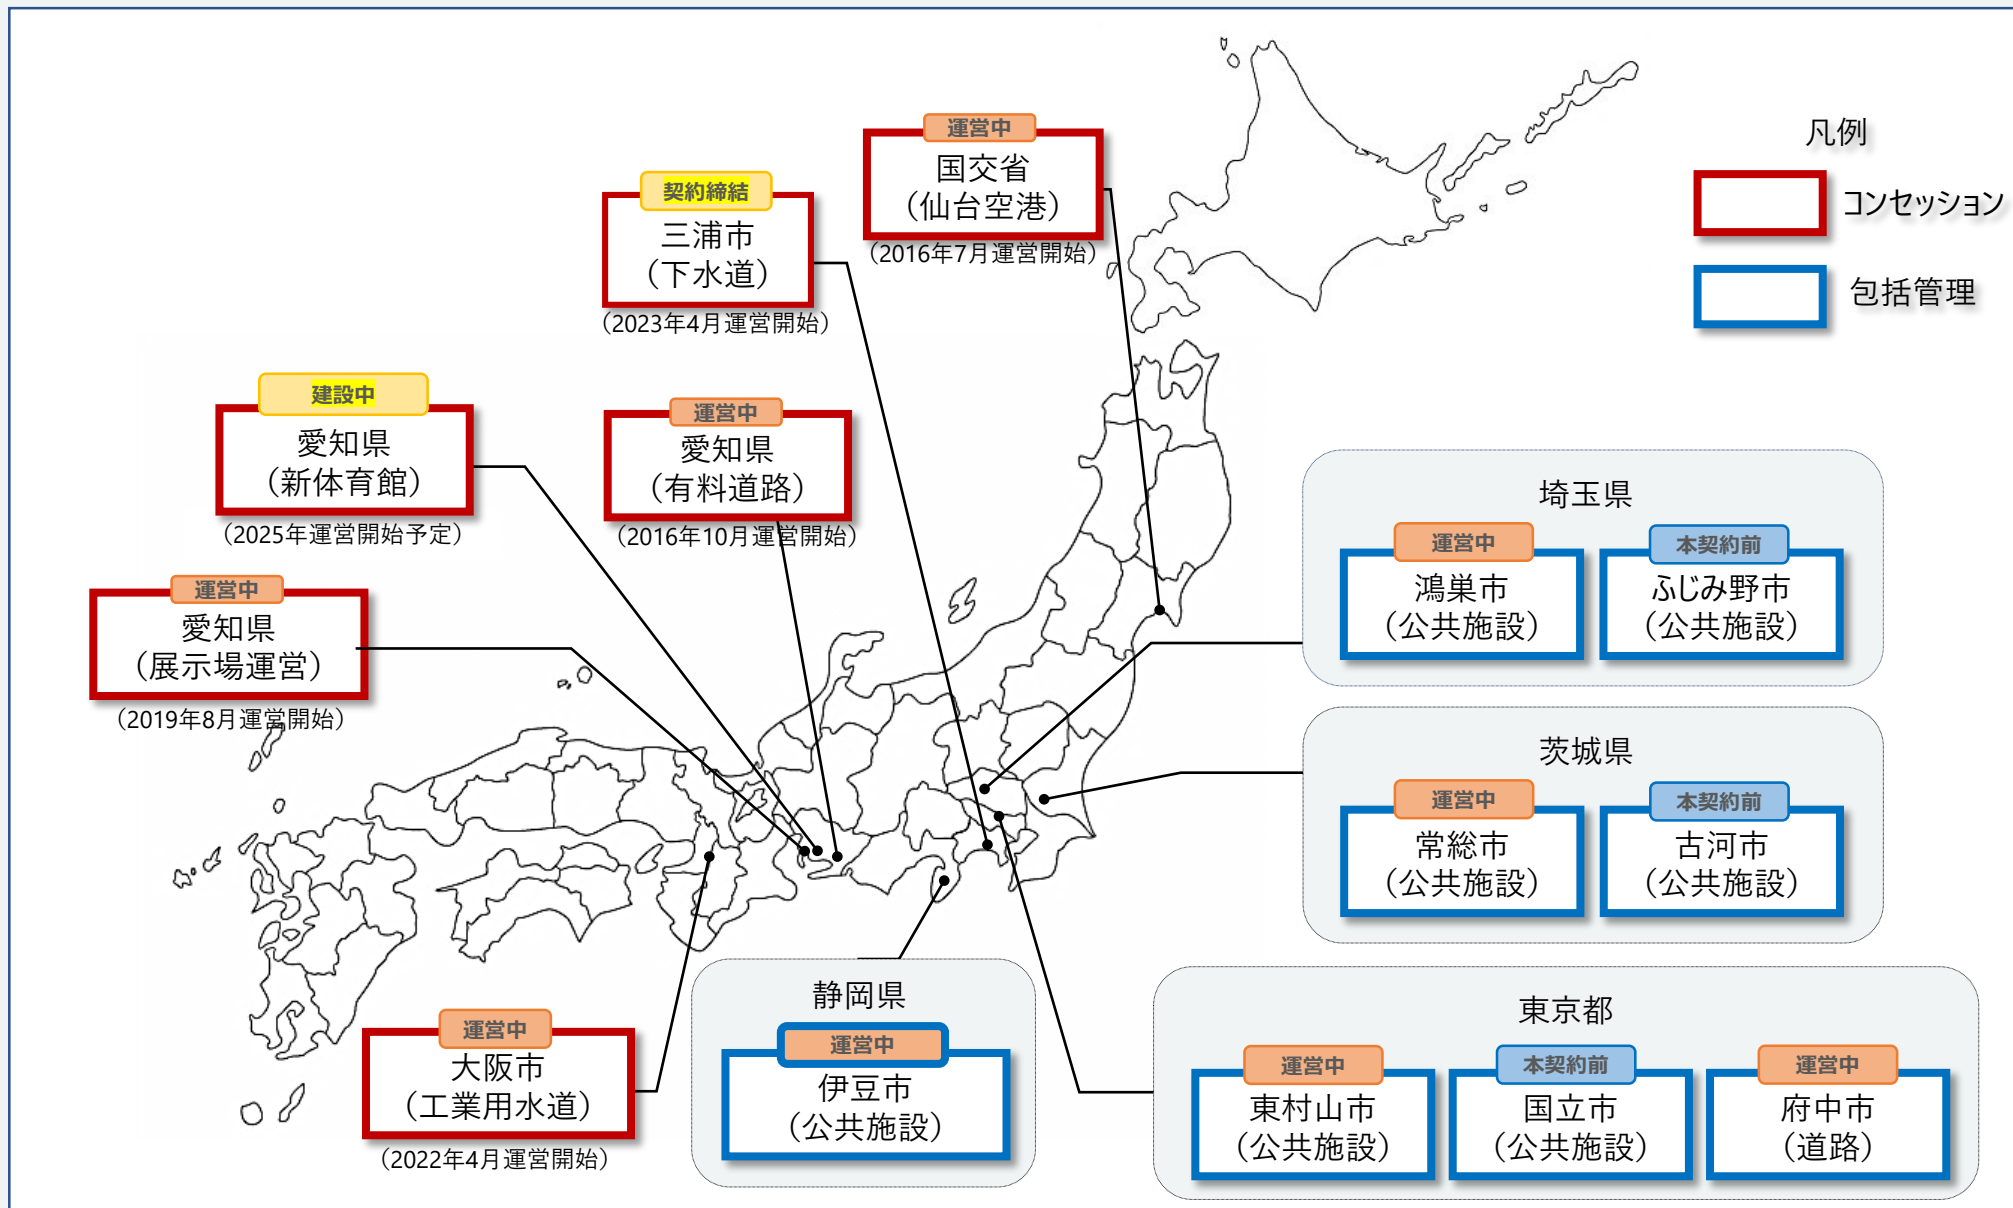 運営中
国交省
（仙台空港）
（2016年7月運営開始）
凡例
コンセッション
包括管理
契約締結
三浦市
（下水道）
（2023年4月運営開始）
建設中
愛知県
（新体育館）
（2025年運営開始予定）
運営中
愛知県
（有料道路）
（2016年10月運営開始）
運営中
愛知県
（展示場運営）
（2019年8月運営開始）
埼玉県
運営中
鴻巣市
（公共施設）
本契約前
ふじみ野市
（公共施設）
茨城県
運営中
常総市
（公共施設）
本契約前
古河市
（公共施設）
運営中
大阪市
（工業用水道）
（2022年4月運営開始）
静岡県
運営中
伊豆市
（公共施設）
東京都
運営中
東村山市
（公共施設）
本契約前
国立市
（公共施設）
運営中
府中市
（道路）